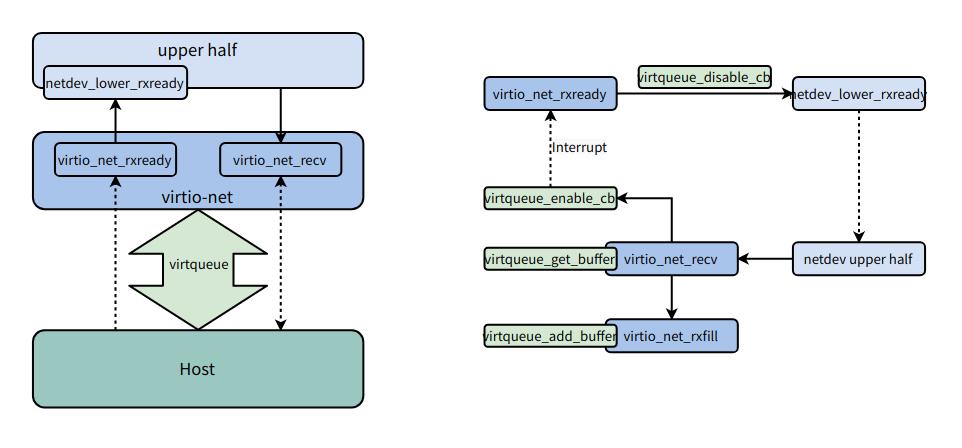 upper half
netdev_lower_rxready
virtio_net_rxready
virtio_net_recv
virtio-net
virtqueue
Host
virtqueue_disable_cb
virtio_net_rxready
netdev_lower_rxready
Interrupt
virtqueue_enable_cb
virtqueue_get_buffer
virtio_net_recv
netdev upper half
virtqueue_add_buffer
virtio_net_rxfill